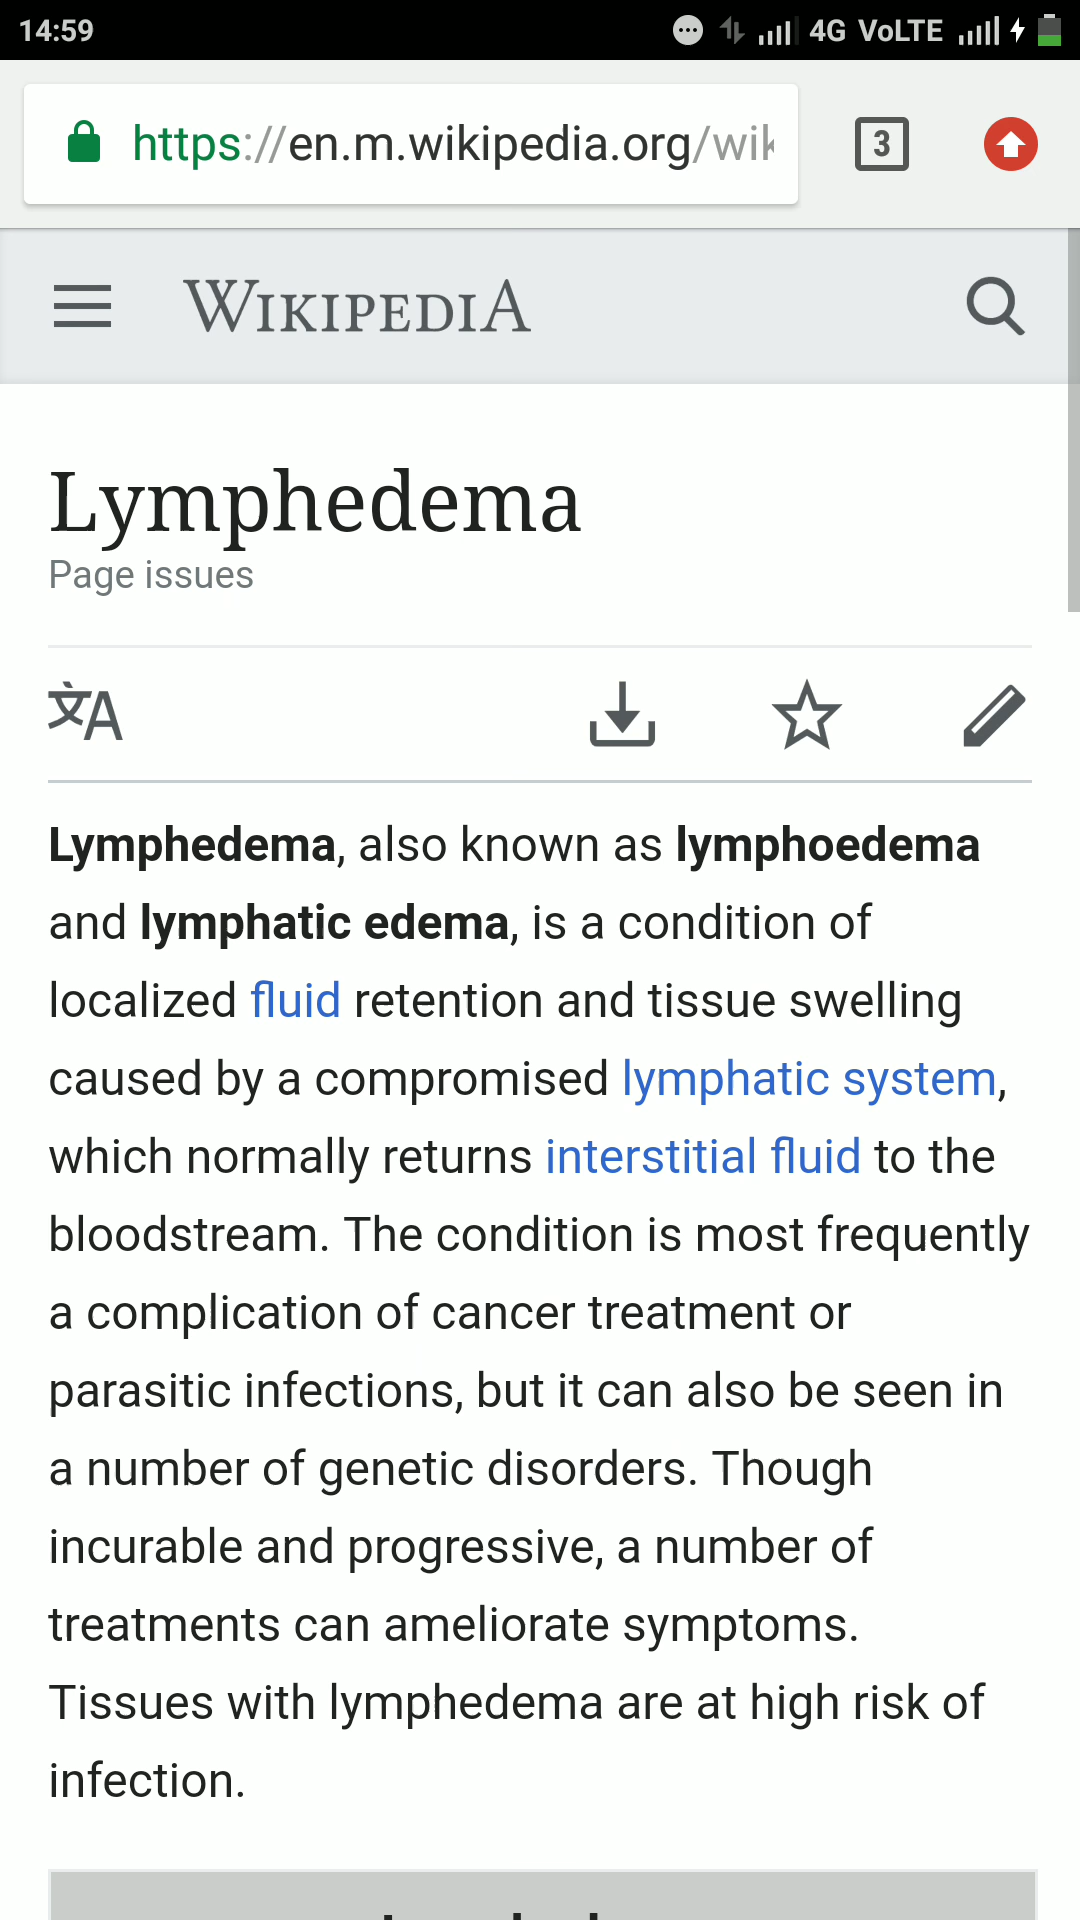 14:59
4G VoLTE
https://en.m.wikipedia.org/wik
3
WIKIPEDIA
Lymphedema
Page issues
Lymphedema, also known as lymphoedema
and lymphatic edema, is a condition of
localized fluid retention and tissue swelling
caused by a compromised lymphatic system,
which normally returns interstitial fluid to the
bloodstream. The condition is most frequently
a complication of cancer treatment or
parasitic infections, but it can also be seen in
a number of genetic disorders. Though
incurable and progressive, a number of
treatments can ameliorate symptoms.
Tissues with lymphedema are at high risk of
infection.